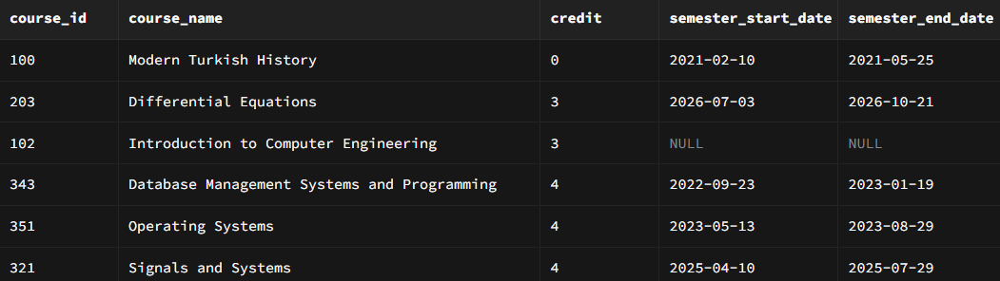 course_id course_name credit semester_start_date semester_end_date
100 Modern Turkish History 0 2021-02-10 2021-05-25
203 Differential Equations 3 2026-07-03 2026-10-21
102 Introduction to Computer Engineering 3 NULL NULL
343 Database Management Systems and Programming 4 2022-09-23 2023-01-19
351 Operating Systems 4 2023-05-13 2023-08-29
321 Signals and Systems 4 2025-04-10 2025-07-29